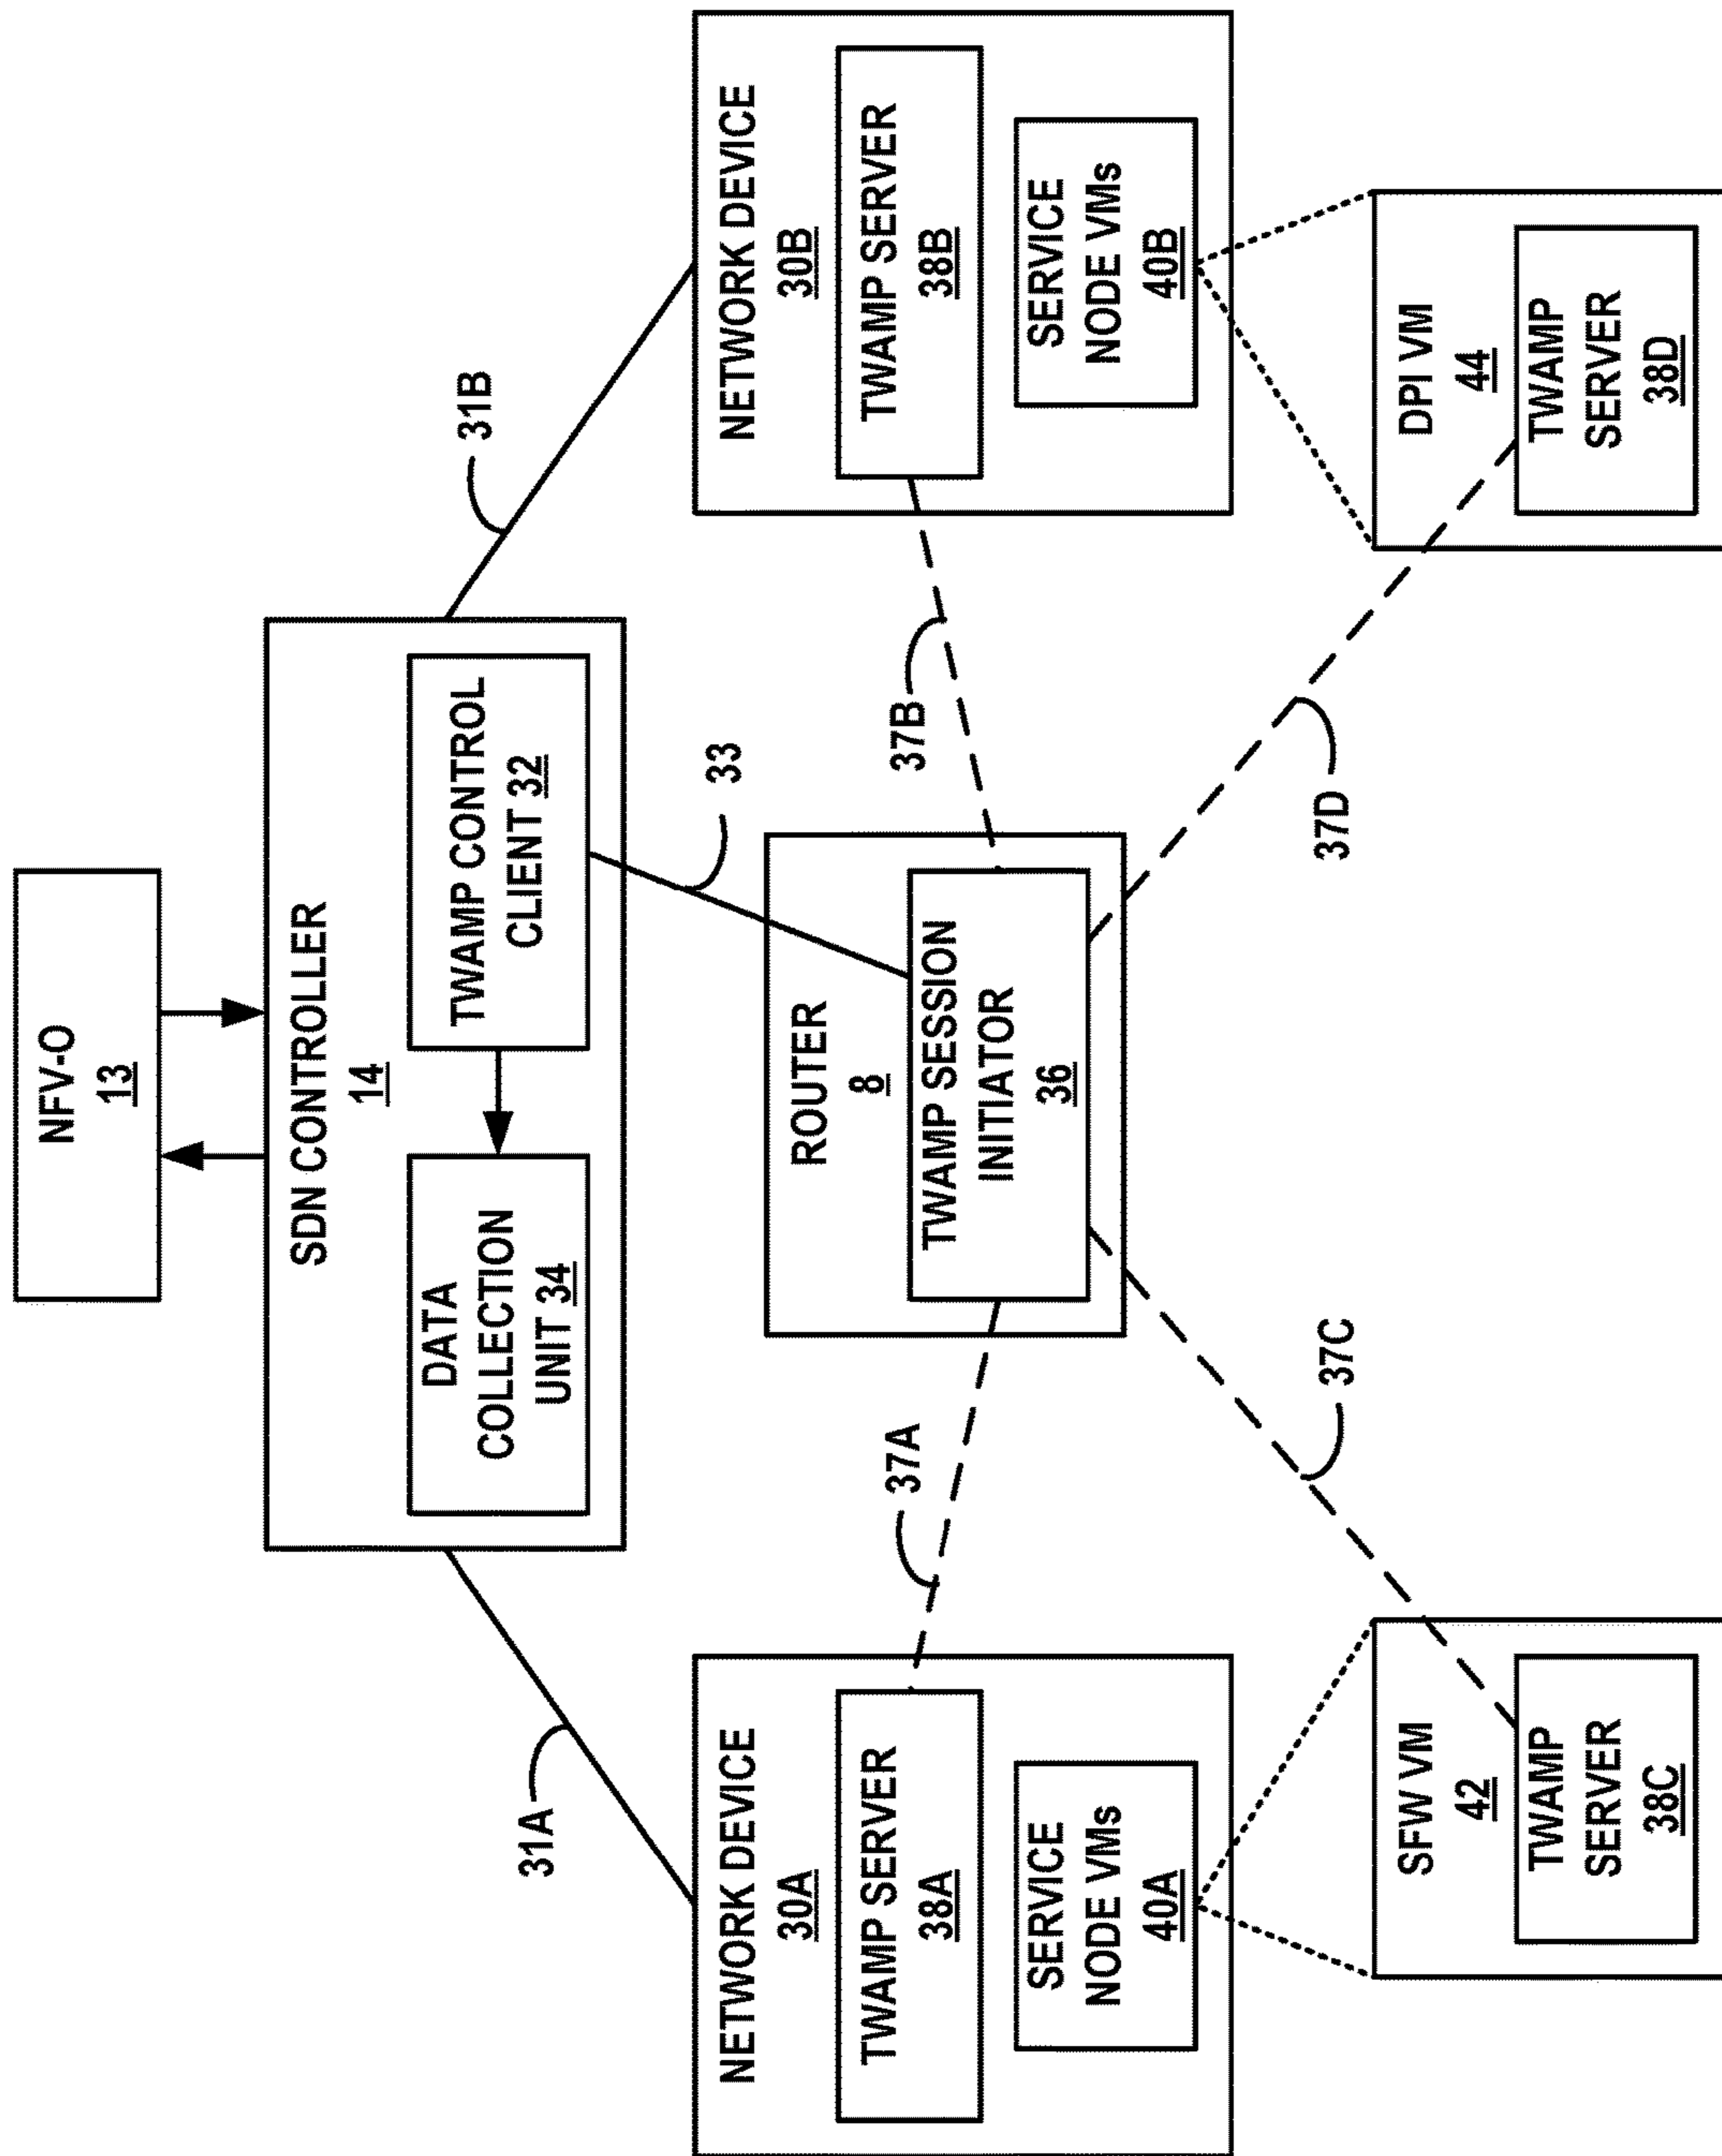 NFV-O
13
SDN CONTROLLER
14
DATA
COLLECTION
UNIT 34
TWAMP CONTROL
CLIENT 32
31A
31B
33
NETWORK DEVICE
30A
TWAMP SERVER
38A
SERVICE
NODE VMs
40A
37A
ROUTER
8
TWAMP SESSION
INITIATOR
36
37B
NETWORK DEVICE
30B
TWAMP SERVER
38B
SERVICE
NODE VMs
40B
37C
37D
SFW VM
42
TWAMP
SERVER
38C
DPI VM
44
TWAMP
SERVER
38D